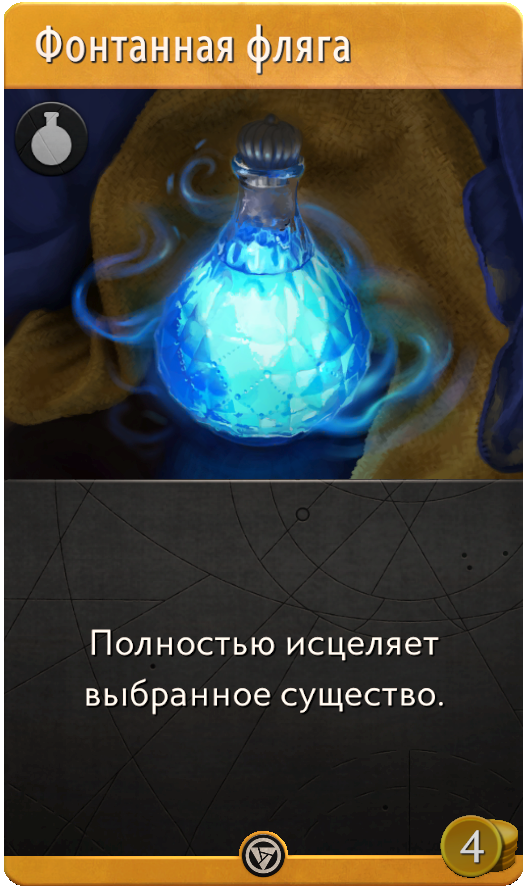 Фонтанная фляга
Полностью исцеляет
выбранное существо.
4